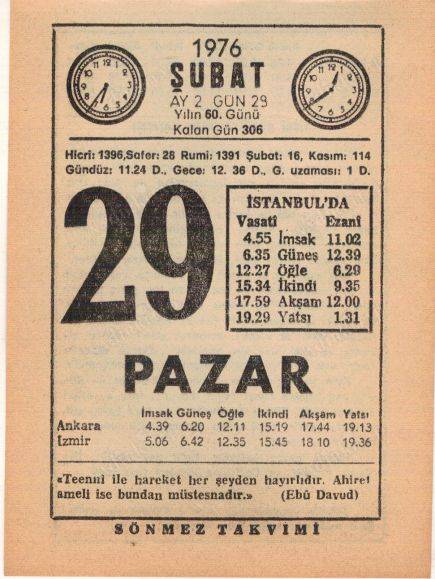 1976
ŞUBAT
AY 2 GÜN 29
Yılın 60. Günü
Kalan Gün 306
Hicrî: 1396,Safer: 28 Rumi: 1391 Şubat: 16, Kasım: 114
Gündüz: 11.24 D., Gece: 12. 36 D., G. uzaması: 1 D.
29
İSTANBUL'DA
Vasatî Ezanî
4.55 İmsak 11.02
6.35 Güneş 12.39
12.27 Öğle 6.29
15.34 İkindi 9.35
17.59 Akşam 12.00
19.29 Yatsı 1.31
PAZAR
İmsak Güneş Öğle İkindi Akşam Yatsı
Ankara 4.39 6.20 12.11 15.19 17.44 19.13
İzmir 5.06 6.42 12.35 15.45 18 10 19.36
«Teenni ile hareket her şeyden hayırlıdır. Ahiret
ameli ise bundan müstesnadır.» (Ebû Davud)
SÖNMEZ TAKVİMİ